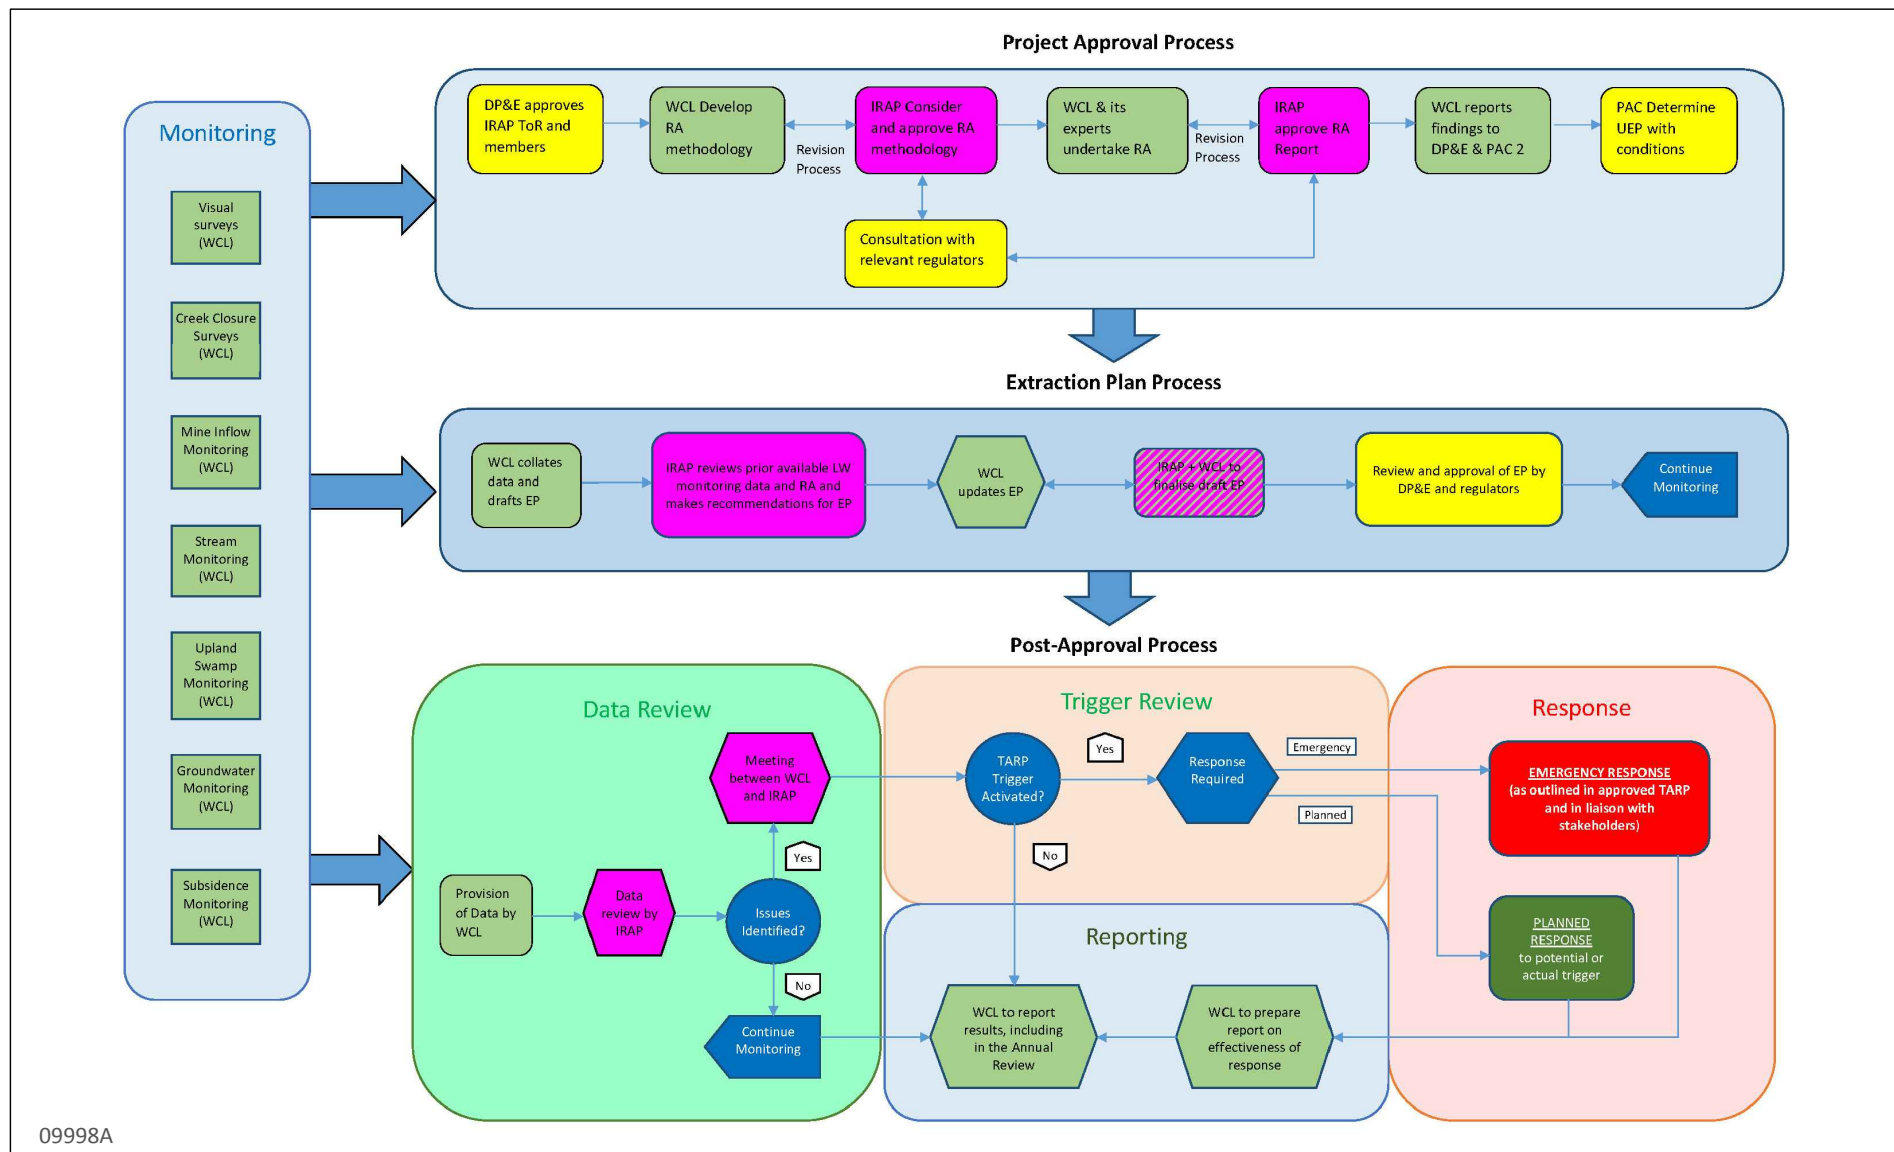 Project Approval Process
DP&E approves
IRAP ToR and
members
WCL Develop
RA
methodology
Revision
Process
IRAP Consider
and approve RA
methodology
WCL & its
experts
undertake RA
Revision
Process
IRAP
approve RA
Report
WCL reports
findings to
DP&E & PAC 2
PAC Determine
UEP with
conditions
Consultation with
relevant regulators
Monitoring
Visual
surveys
(WCL)
Creek Closure
Surveys
(WCL)
Mine Inflow
Monitoring
(WCL)
Stream
Monitoring
(WCL)
Upland
Swamp
Monitoring
(WCL)
Groundwater
Monitoring
(WCL)
Subsidence
Monitoring
(WCL)
Extraction Plan Process
WCL collates
data and
drafts EP
IRAP reviews prior available LW
monitoring data and RA and
makes recommendations for EP
WCL
updates EP
IRAP + WCL to
finalise draft EP
Review and approval of EP by
DP&E and regulators
Continue
Monitoring
Post-Approval Process
Data Review
Meeting
between WCL
and IRAP
Yes
Provision
of Data by
WCL
Data
review by
IRAP
Issues
Identified?
No
Continue
Monitoring
Trigger Review
TARP
Trigger
Activated?
Yes
Response
Required
Emergency
Planned
No
Response
EMERGENCY RESPONSE
(as outlined in approved TARP
and in liaison with
stakeholders)
PLANNED
RESPONSE
to potential or
actual trigger
Reporting
WCL to report
results, including
in the Annual
Review
WCL to prepare
report on
effectiveness of
response
09998A